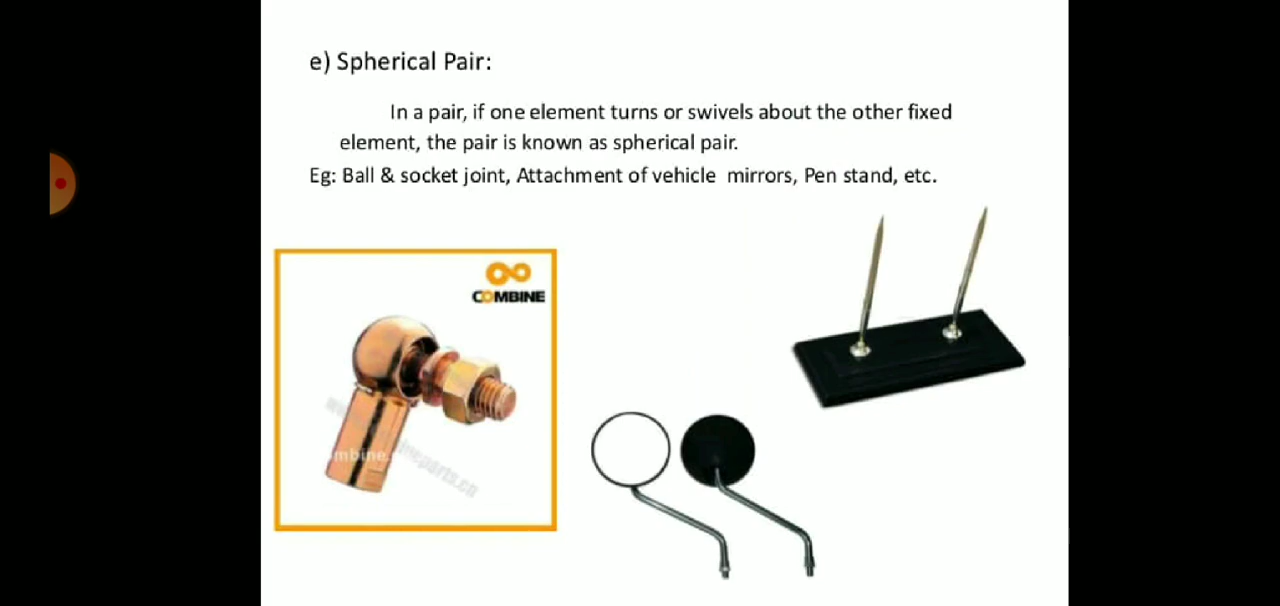 e) Spherical Pair:
In a pair, if one element turns or swivels about the other fixed
element, the pair is known as spherical pair.
Eg: Ball & socket joint, Attachment of vehicle mirrors, Pen stand, etc.
COMBINE